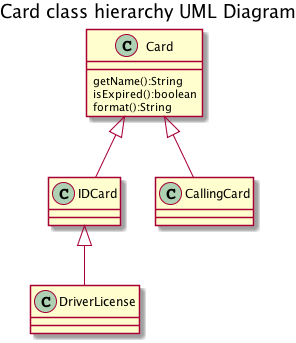 Card class hierarchy UML Diagram
C Card
getName():String
isExpired():boolean
format():String
C IDCard
C CallingCard
C DriverLicense